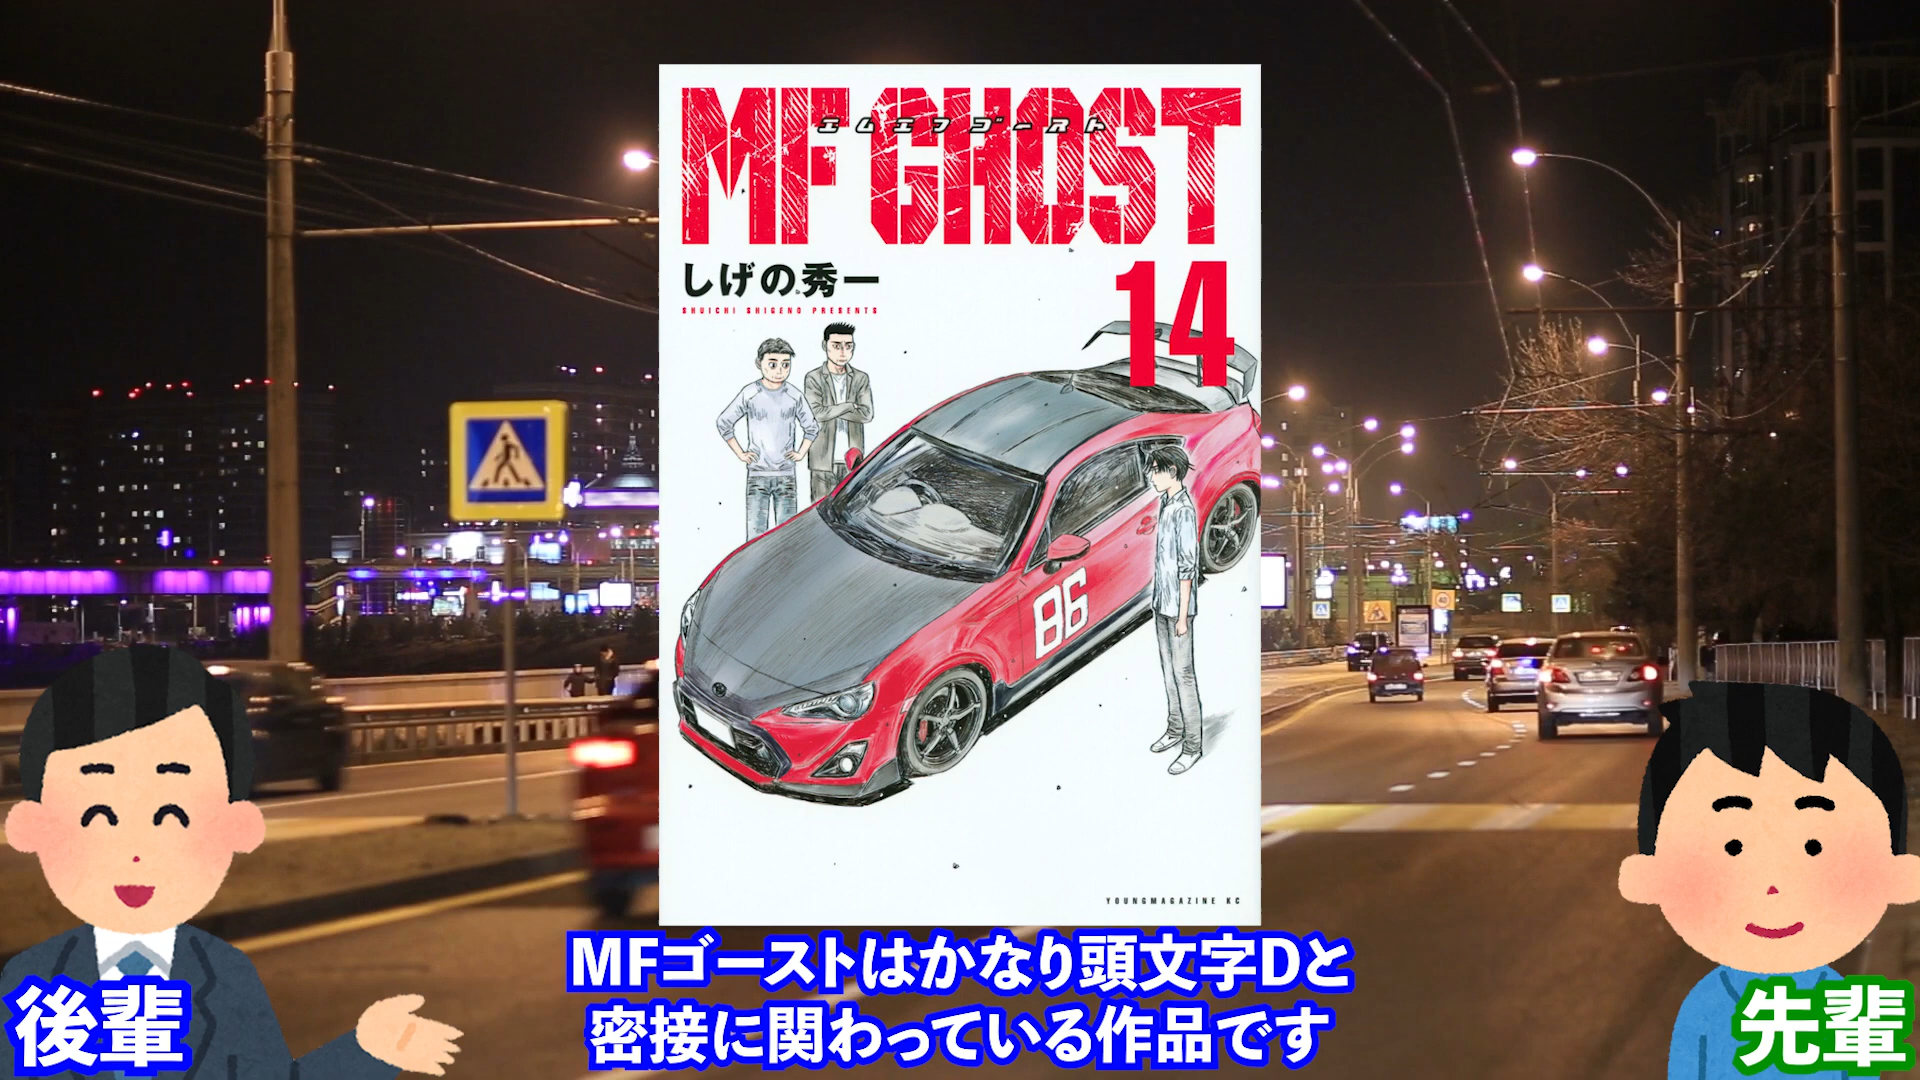 MF GHOST
エムエフゴースト
しげの秀一
SHUICHI SHIGENO PRESENTS
14
86
YOUNGMAGAZINE KC
MFゴーストはかなり頭文字Dと
密接に関わっている作品です
後輩
先輩